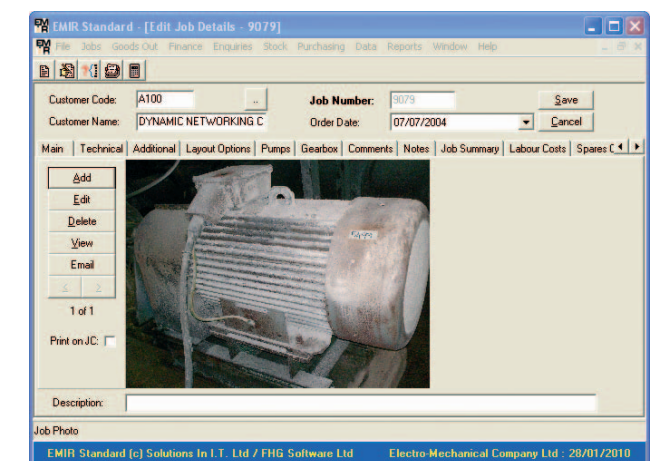 EMIR Standard - [Edit Job Details - 9079]
File Jobs Goods Out Finance Enquiries Stock Purchasing Data Reports Window Help
Customer Code: A100 .. Job Number: 9079 Save
Customer Name: DYNAMIC NETWORKING C Order Date: 07/07/2004 Cancel
Main Technical Additional Layout Options Pumps Gearbox Comments Notes Job Summary Labour Costs Spares C
Add
Edit
Delete
View
Email
< >
1 of 1
Print on JC:
Description:
Job Photo
EMIR Standard (c) Solutions In I.T. Ltd / FHG Software Ltd Electro-Mechanical Company Ltd : 28/01/2010